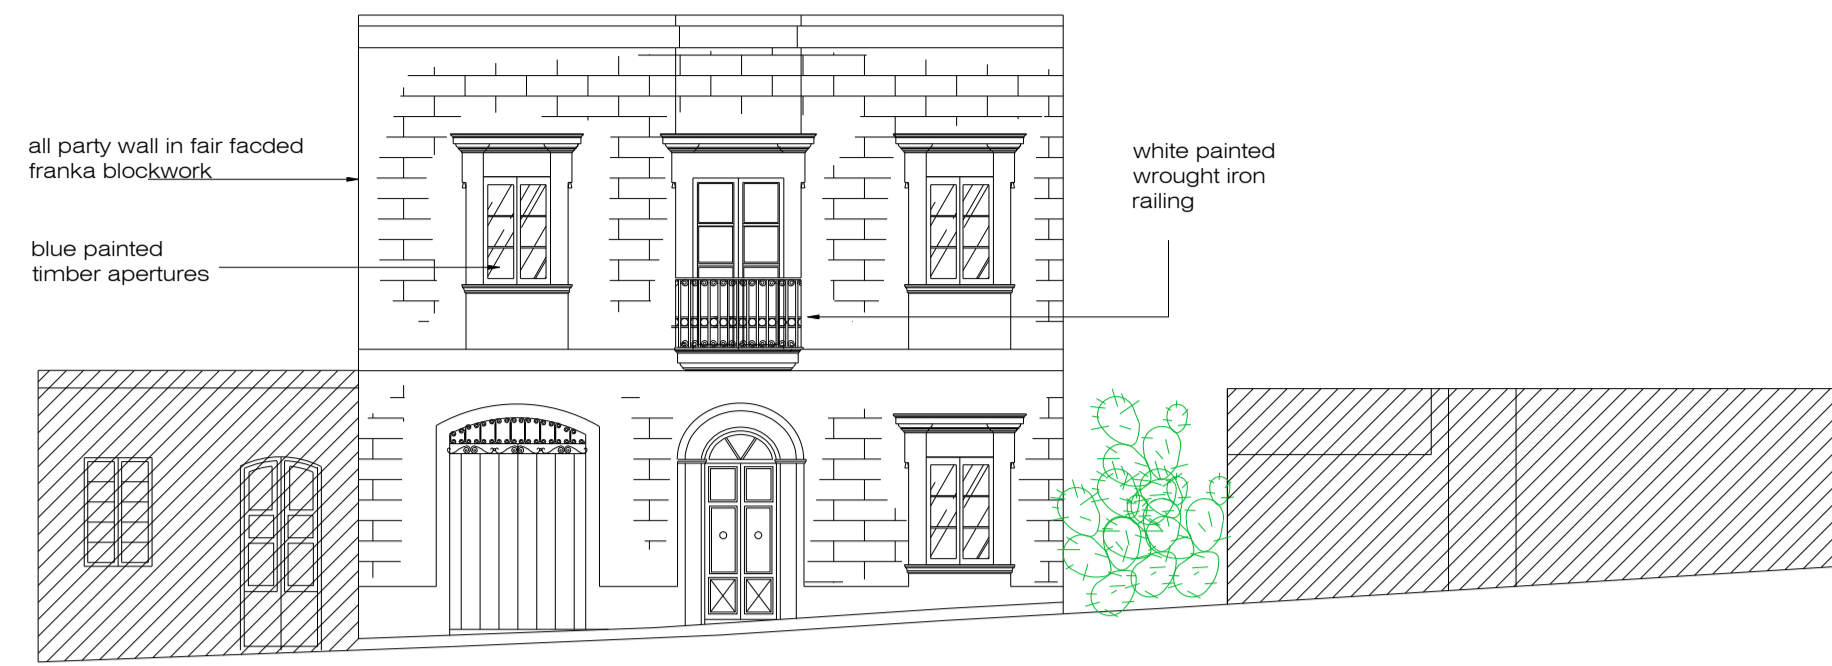 all party wall in fair facded
franka blockwork
blue painted
timber apertures
white painted
wrought iron
railing